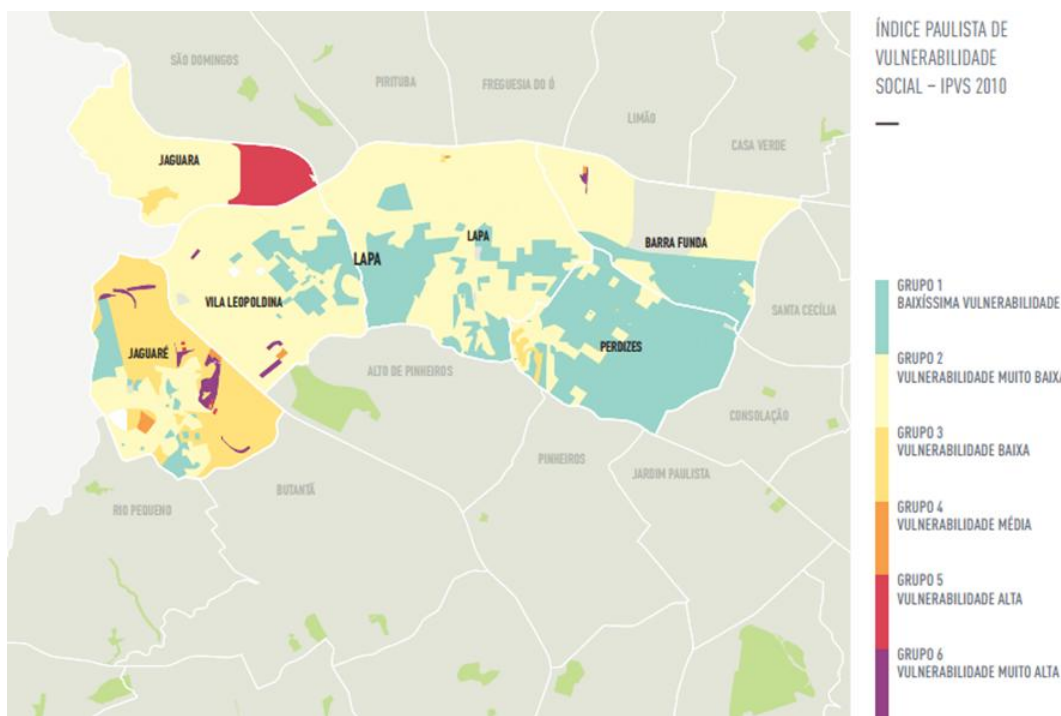 ÍNDICE PAULISTA DE
VULNERABILIDADE
SOCIAL – IPVS 2010
SÃO DOMINGOS
PIRITUBA
FREGUESIA DO Ó
LIMÃO
CASA VERDE
JAGUARA
LAPA
BARRA FUNDA
LAPA
VILA LEOPOLDINA
SANTA CECÍLIA
JAGUARÉ
PERDIZES
ALTO DE PINHEIROS
CONSOLAÇÃO
PINHEIROS
JARDIM PAULISTA
BUTANTÃ
RIO PEQUENO
GRUPO 1
BAIXÍSSIMA VULNERABILIDADE
GRUPO 2
VULNERABILIDADE MUITO BAIXA
GRUPO 3
VULNERABILIDADE BAIXA
GRUPO 4
VULNERABILIDADE MÉDIA
GRUPO 5
VULNERABILIDADE ALTA
GRUPO 6
VULNERABILIDADE MUITO ALTA